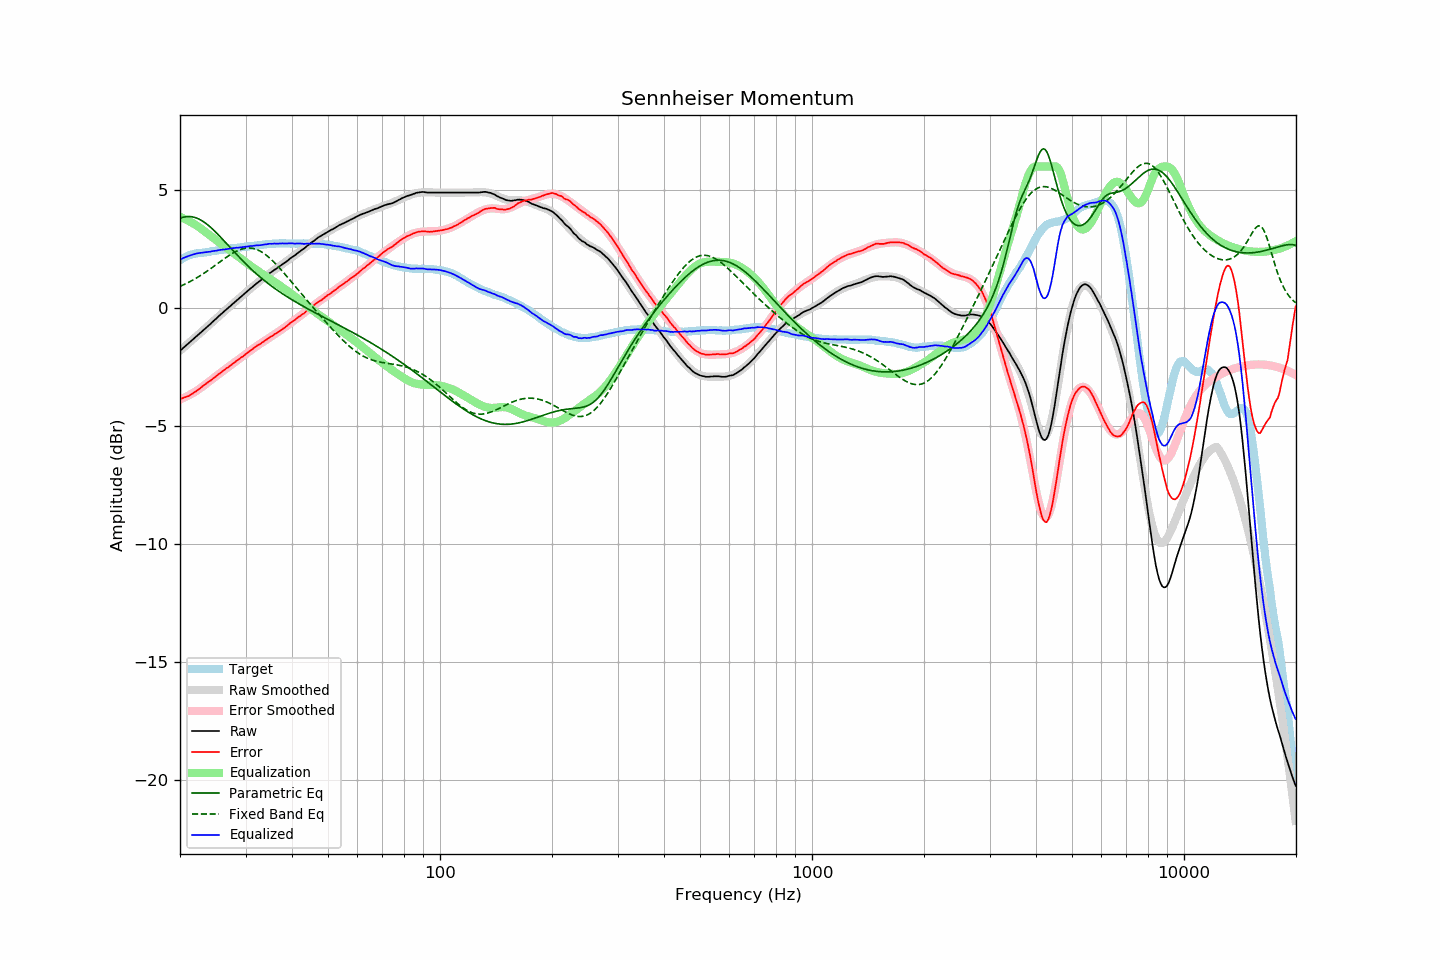 Sennheiser Momentum
Amplitude (dBr)
5
0
−5
−10
−15
−20
Target
Raw Smoothed
Error Smoothed
Raw
Error
Equalization
Parametric Eq
Fixed Band Eq
Equalized
100
1000
10000
Frequency (Hz)